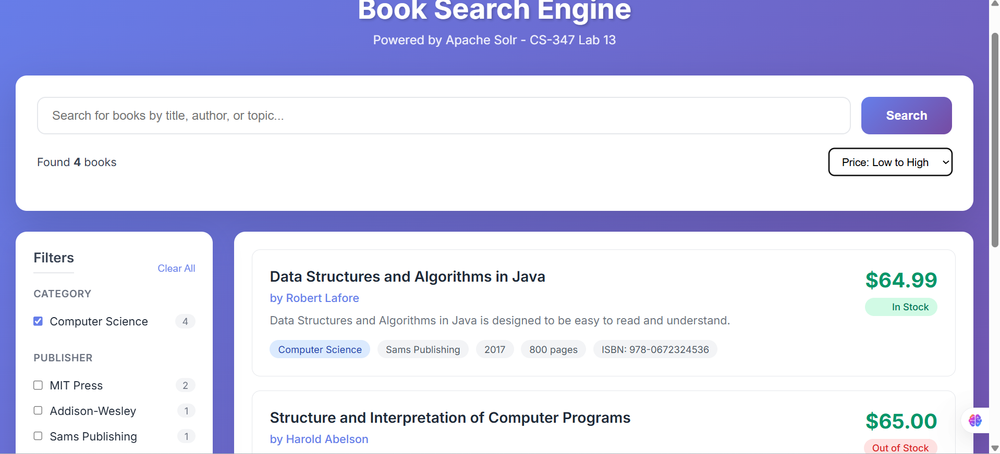 Book Search Engine
Powered by Apache Solr - CS-347 Lab 13
Search for books by title, author, or topic...
Search
Found 4 books
Price: Low to High
Filters
Clear All
CATEGORY
Computer Science 4
PUBLISHER
MIT Press 2
Addison-Wesley 1
Sams Publishing 1
Data Structures and Algorithms in Java
$64.99
by Robert Lafore
In Stock
Data Structures and Algorithms in Java is designed to be easy to read and understand.
Computer Science Sams Publishing 2017 800 pages ISBN: 978-0672324536
Structure and Interpretation of Computer Programs
$65.00
by Harold Abelson
Out of Stock